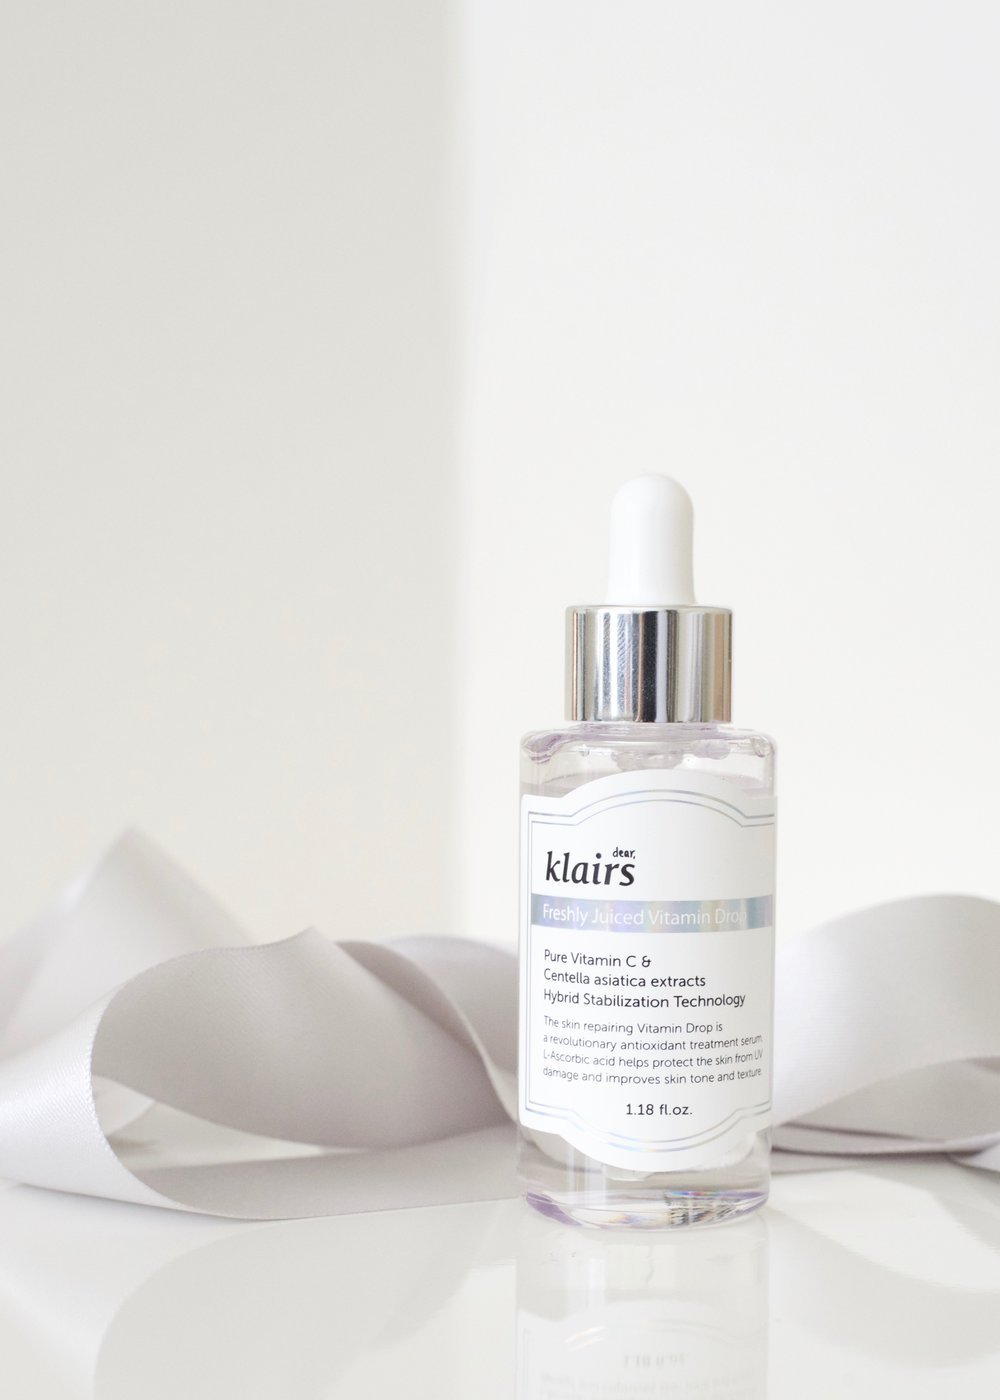 dear,
klairs
Freshly Juiced Vitamin Drop
Pure Vitamin C &
Centella asiatica extracts
Hybrid Stabilization Technology
The skin repairing Vitamin Drop is
a revolutionary antioxidant treatment serum.
L-Ascorbic acid helps protect the skin from UV
damage and improves skin tone and texture.
1.18 fl.oz.